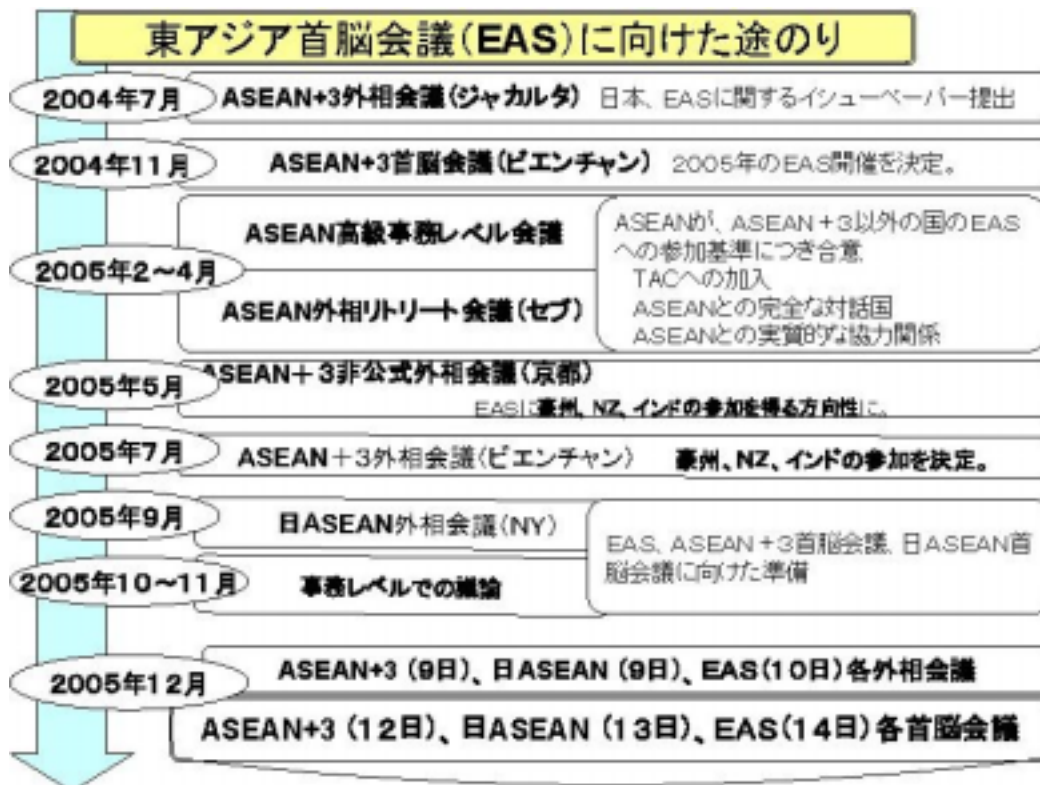 東アジア首脳会議(EAS)に向けた途のり
2004年7月 ASEAN+3外相会議(ジャカルタ) 日本、EASに関するイシューペーパー提出
2004年11月 ASEAN+3首脳会議(ビエンチャン) 2005年のEAS開催を決定。
2005年2～4月
ASEAN高級事務レベル会議
ASEAN外相リトリート会議(セブ)
ASEANが、ASEAN+3以外の国のEAS
への参加基準につき合意
TACへの加入
ASEANとの完全な対話国
ASEANとの実質的な協力関係
2005年5月 ASEAN+3非公式外相会議(京都)
EASに豪州、NZ、インドの参加を得る方向性に。
2005年7月 ASEAN+3外相会議(ビエンチャン) 豪州、NZ、インドの参加を決定。
2005年9月 日ASEAN外相会議(NY)
2005年10～11月 事務レベルでの議論
EAS、ASEAN+3首脳会議、日ASEAN首
脳会議に向けた準備
2005年12月
ASEAN+3 (9日)、日ASEAN (9日)、EAS(10日)各外相会議
ASEAN+3 (12日)、日ASEAN (13日)、EAS(14日)各首脳会議